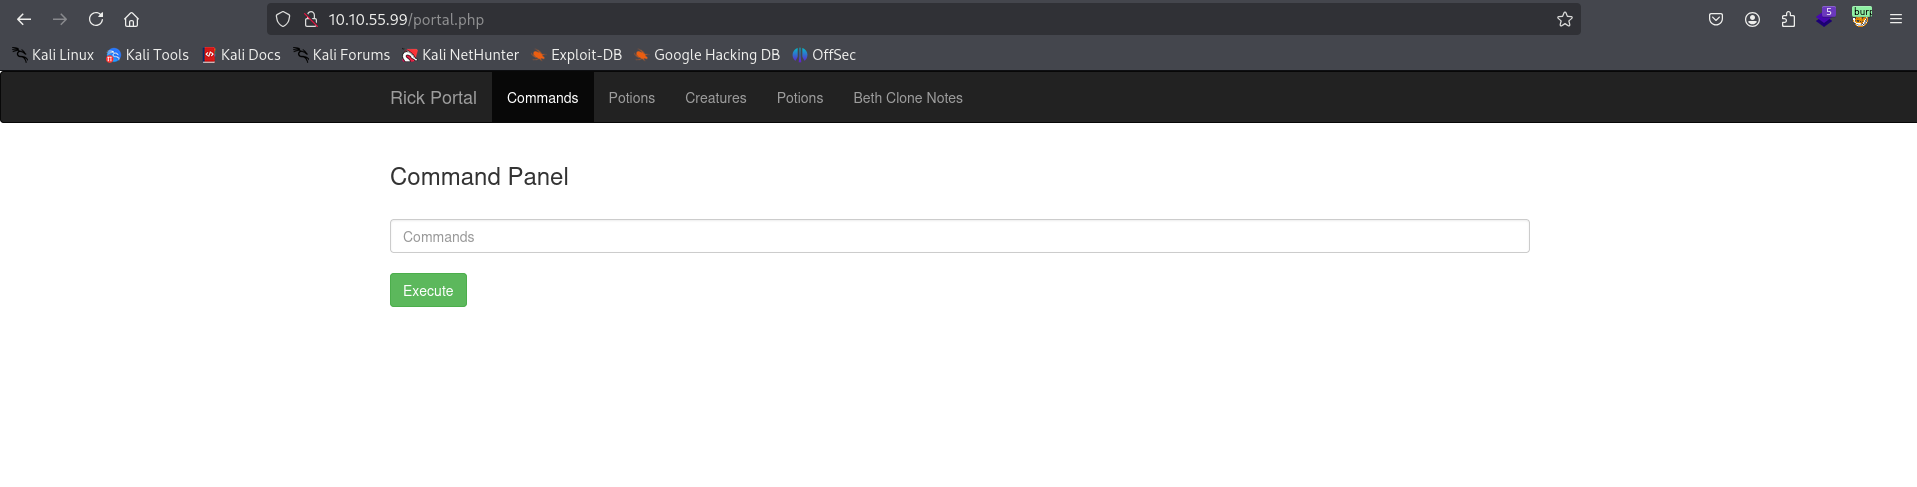 10.10.55.99/portal.php
5
burp
Kali Linux Kali Tools Kali Docs Kali Forums Kali NetHunter Exploit-DB Google Hacking DB OffSec
Rick Portal Commands Potions Creatures Potions Beth Clone Notes
Command Panel
Commands
Execute